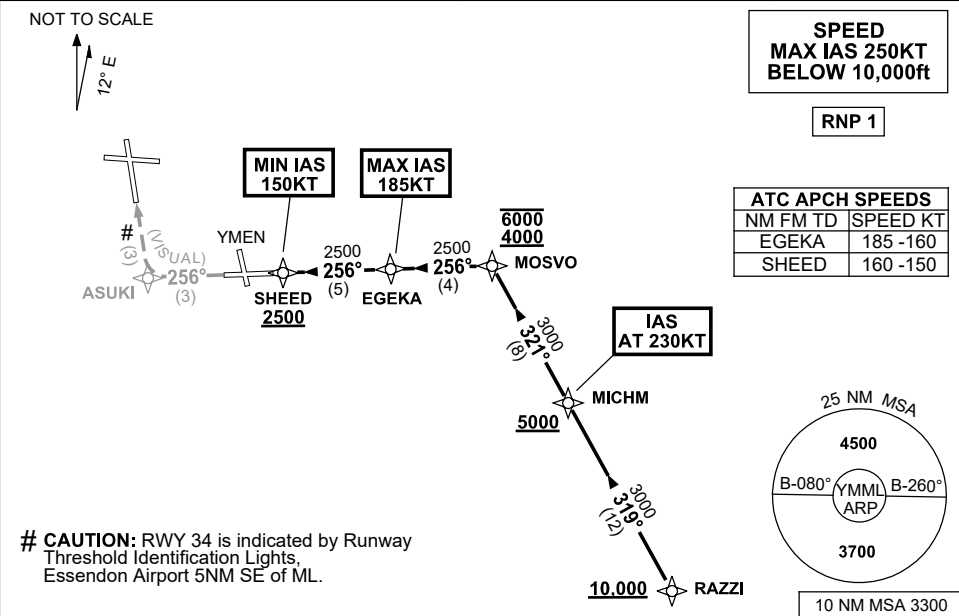 NOT TO SCALE
12° E
SPEED
MAX IAS 250KT
BELOW 10,000ft
RNP 1
MIN IAS
150KT
MAX IAS
185KT
ATC APCH SPEEDS
NM FM TD SPEED KT
EGEKA 185 -160
SHEED 160 -150
6000
4000
MOSVO
#
(3)
(VISUAL)
YMEN
ASUKI
256°
(3)
SHEED
2500
2500
256°
(5)
EGEKA
2500
256°
(4)
3000
321°
(8)
IAS
AT 230KT
MICHM
5000
3000
319°
(12)
10,000
RAZZI
25 NM MSA
4500
B-080°
YMML
ARP
B-260°
3700
10 NM MSA 3300
# CAUTION: RWY 34 is indicated by Runway
Threshold Identification Lights,
Essendon Airport 5NM SE of ML.